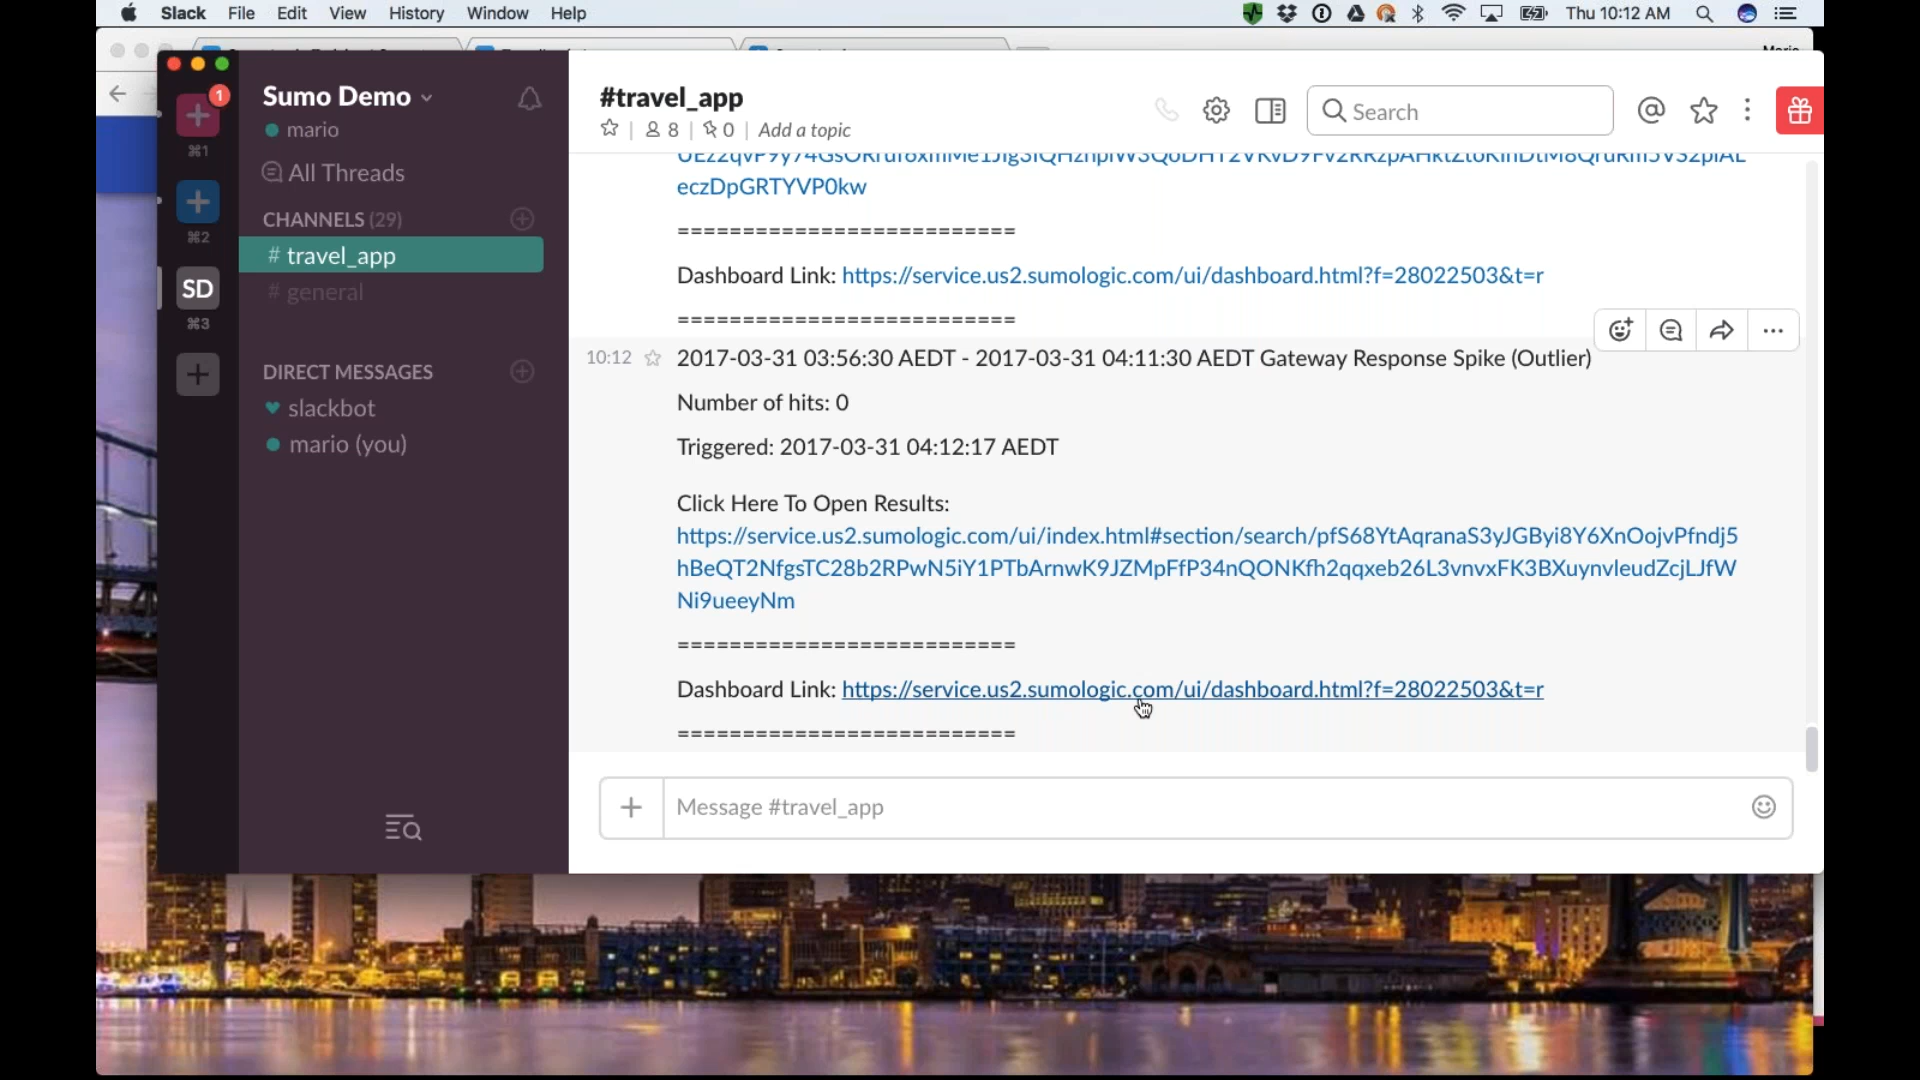 Slack File Edit View History Window Help Thu 10:12 AM
Sumo Demo
mario
All Threads
CHANNELS (29)
# travel_app
# general
DIRECT MESSAGES
slackbot
mario (you)
1
⌘1
⌘2
SD
⌘3
#travel_app
8 | 0 | Add a topic
Search
eczDpGRTYVP0kw
==========================
Dashboard Link: https://service.us2.sumologic.com/ui/dashboard.html?f=28022503&t=r
==========================
10:12 2017-03-31 03:56:30 AEDT - 2017-03-31 04:11:30 AEDT Gateway Response Spike (Outlier)
Number of hits: 0
Triggered: 2017-03-31 04:12:17 AEDT
Click Here To Open Results:
https://service.us2.sumologic.com/ui/index.html#section/search/pfS68YtAqranaS3yJGByi8Y6XnOojvPfndj5
hBeQT2NfgsTC28b2RPwN5iY1PTbArnwK9JZMpFfP34nQONKfh2qqxeb26L3vnvxFK3BXuynvleudZcjLJfW
Ni9ueeyNm
==========================
Dashboard Link: https://service.us2.sumologic.com/ui/dashboard.html?f=28022503&t=r
==========================
Message #travel_app